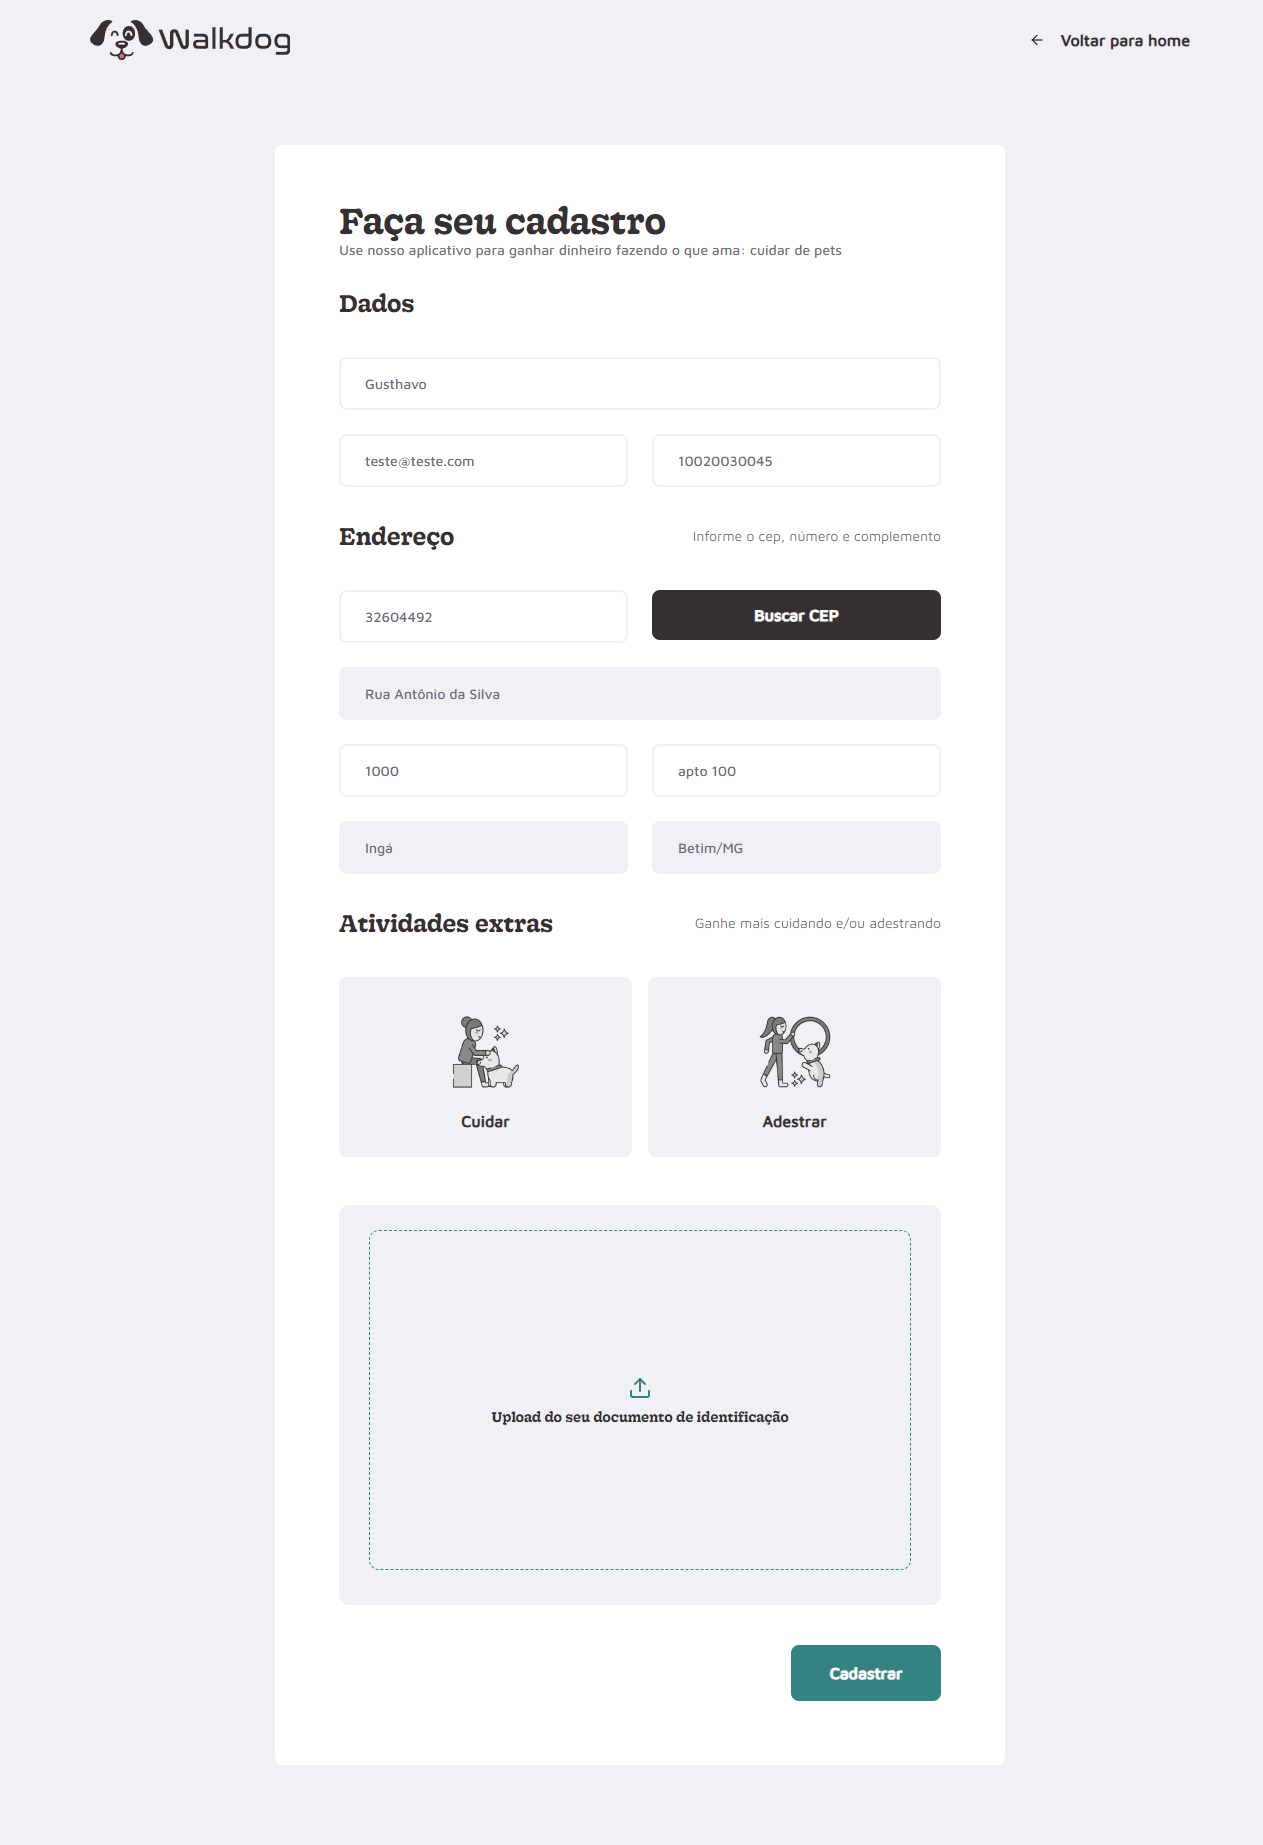 Walkdog
Voltar para home
Faça seu cadastro
Use nosso aplicativo para ganhar dinheiro fazendo o que ama: cuidar de pets
Dados
Gusthavo
teste@teste.com
10020030045
Endereço
Informe o cep, número e complemento
32604492
Buscar CEP
Rua Antônio da Silva
1000
apto 100
Ingá
Betim/MG
Atividades extras
Ganhe mais cuidando e/ou adestrando
Cuidar
Adestrar
Upload do seu documento de identificação
Cadastrar